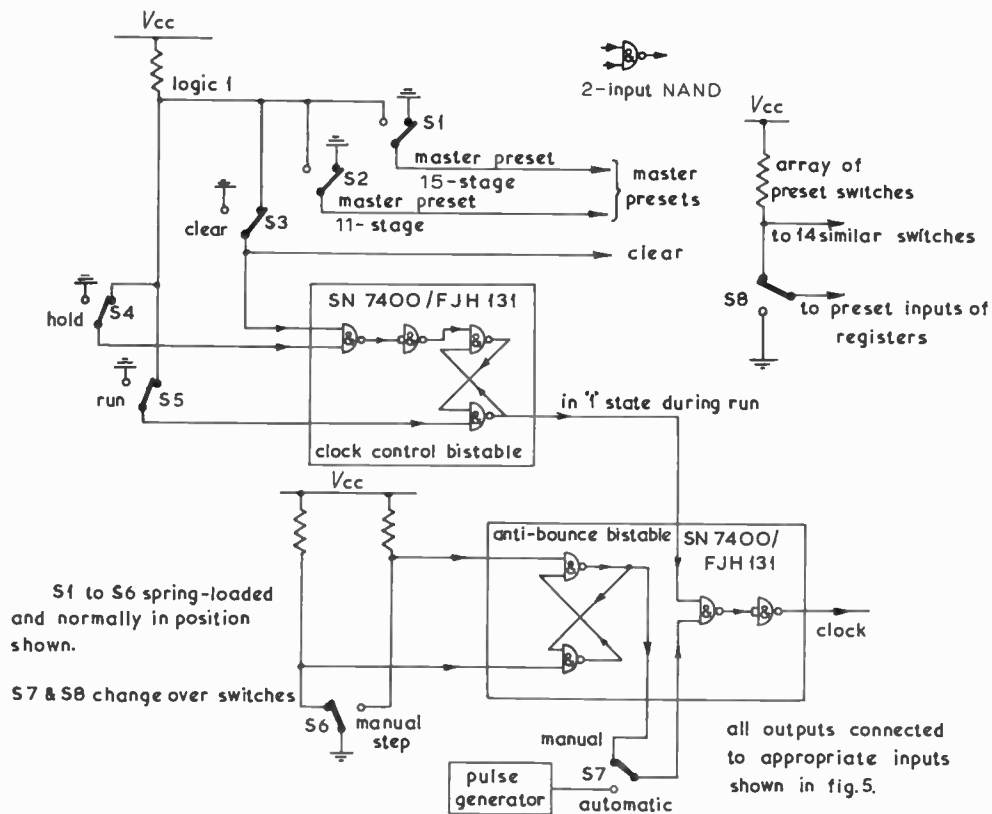 Vcc
logic 1
&
2-input NAND
S1
master preset
15-stage
S2
master preset
11-stage
master
presets
Vcc
array of
preset switches
to 14 similar switches
S8
to preset inputs of
registers
S3
clear
clear
S4
hold
SN 7400/FJH 131
&
&
&
&
clock control bistable
S5
run
in '1' state during run
Vcc
anti-bounce bistable
SN 7400/
FJH 131
&
&
&
&
clock
S1 to S6 spring-loaded
and normally in position
shown.
S7 & S8 change over switches
S6
manual
step
manual
S7
automatic
pulse
generator
all outputs connected
to appropriate inputs
shown in fig.5.